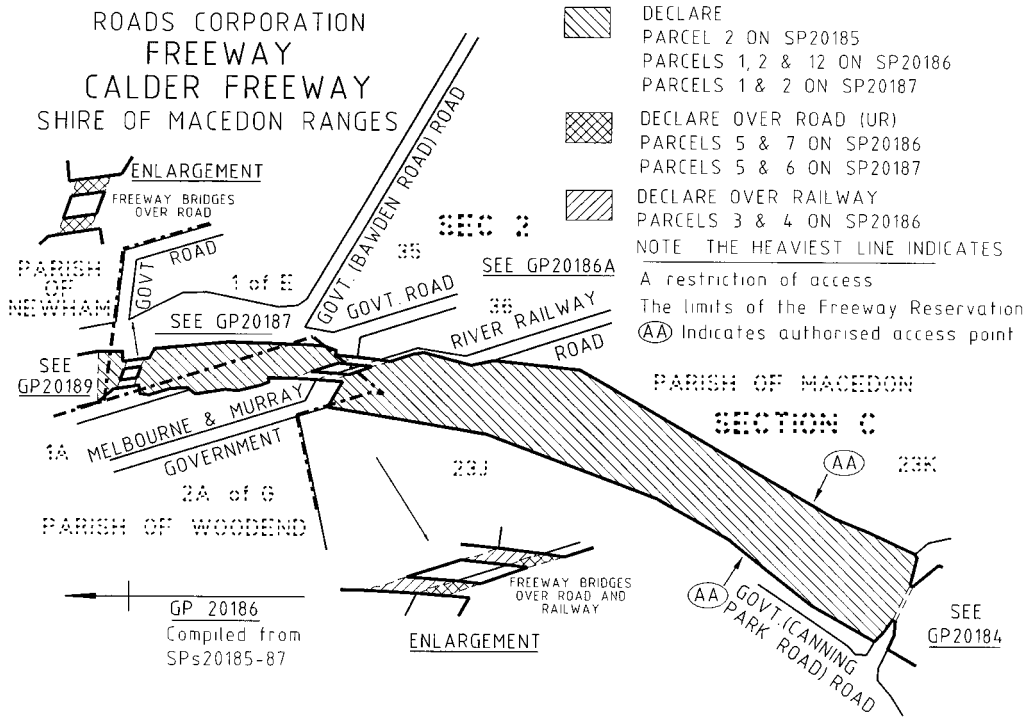 ROADS CORPORATION
FREEWAY
CALDER FREEWAY
SHIRE OF MACEDON RANGES
DECLARE
PARCEL 2 ON SP20185
PARCELS 1, 2 & 12 ON SP20186
PARCELS 1 & 2 ON SP20187
DECLARE OVER ROAD (UR)
PARCELS 5 & 7 ON SP20186
PARCELS 5 & 6 ON SP20187
DECLARE OVER RAILWAY
PARCELS 3 & 4 ON SP20186
NOTE THE HEAVIEST LINE INDICATES
A restriction of access
The limits of the Freeway Reservation
(AA) Indicates authorised access point
ENLARGEMENT
FREEWAY BRIDGES
OVER ROAD
PARISH
OF
NEWHAM
GOVT ROAD
1 of E
SEE GP20187
GOVT. (BAWDEN ROAD) ROAD
SEC 2
35
SEE GP20186A
GOVT. ROAD
36
RIVER RAILWAY
ROAD
SEE
GP20189
PARISH OF MACEDON
SECTION C
1A
MELBOURNE & MURRAY
GOVERNMENT
23J
AA
23K
2A of G
PARISH OF WOODEND
GP 20186
Compiled from
SPs20185-87
FREEWAY BRIDGES
OVER ROAD AND
RAILWAY
ENLARGEMENT
AA
GOVT. (CANNING
PARK ROAD) ROAD
SEE
GP20184